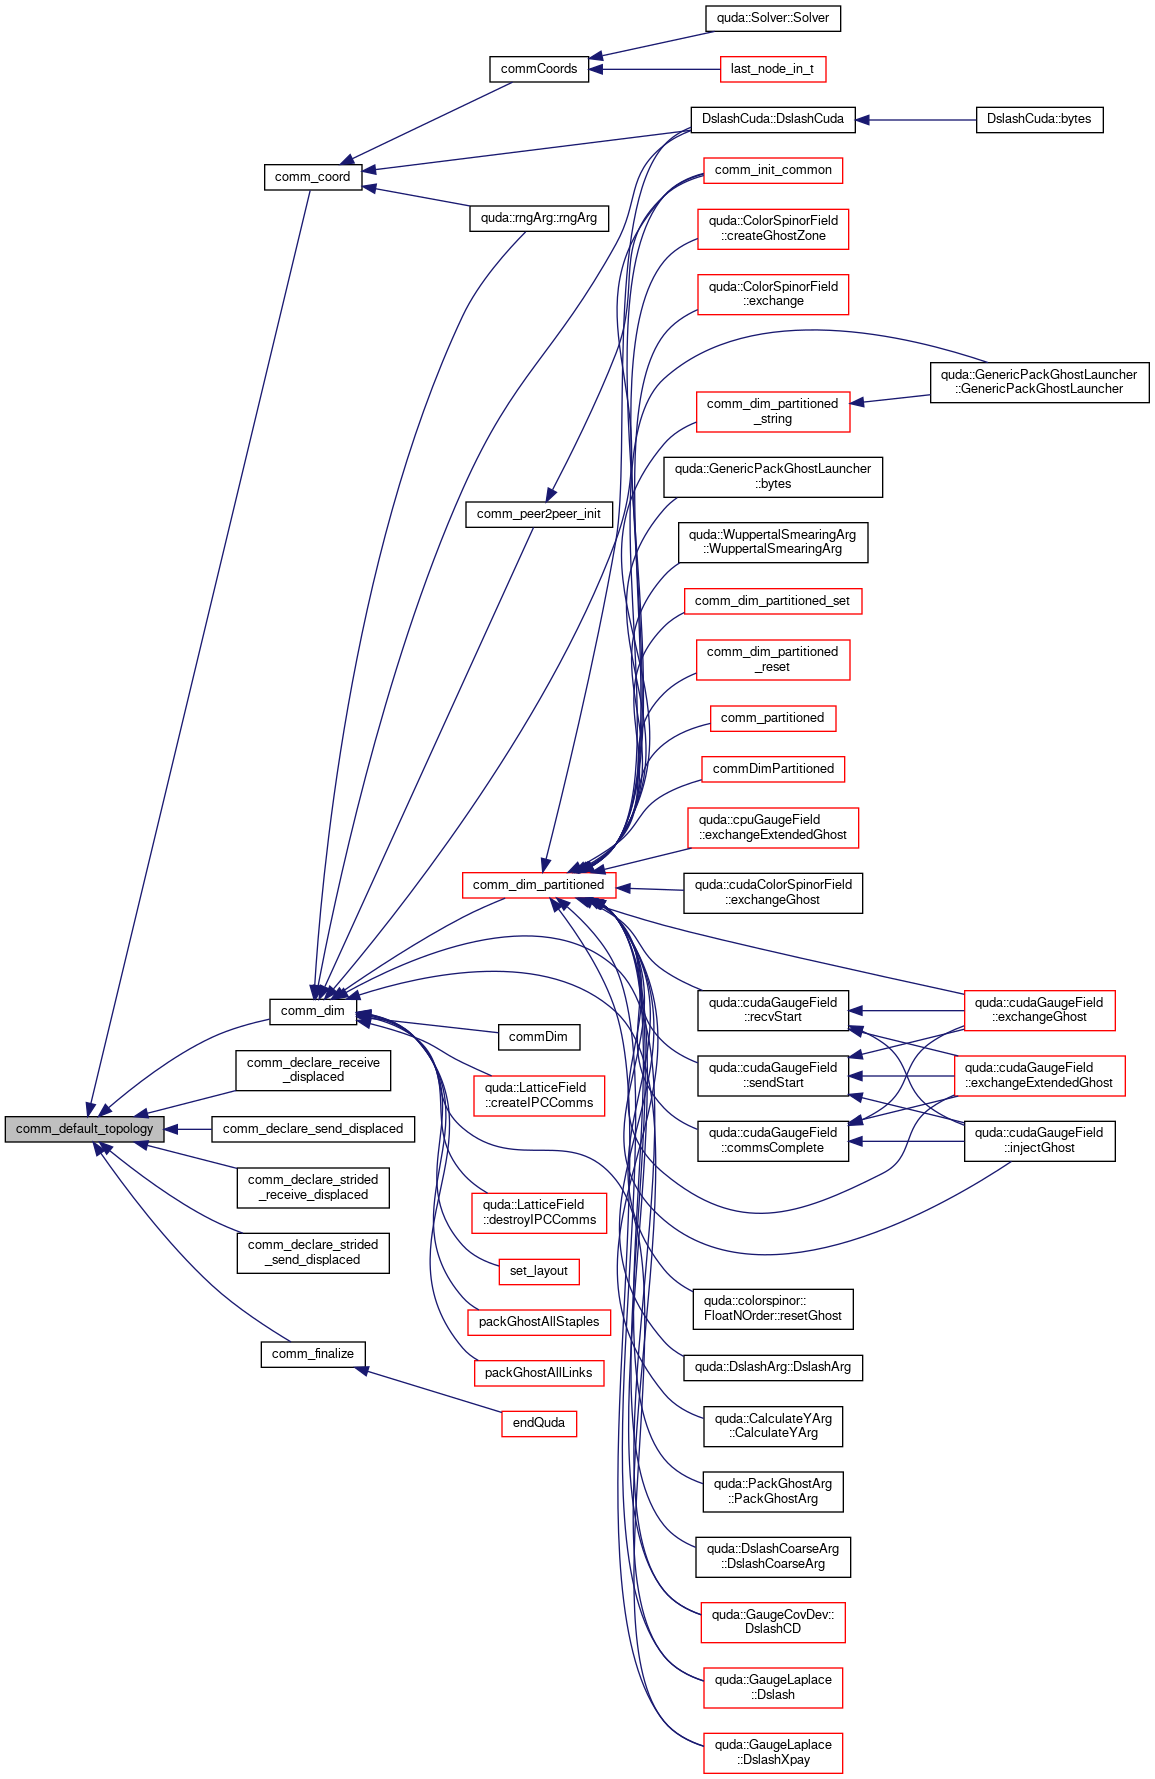 quda::Solver::Solver
commCoords
last_node_in_t
DslashCuda::DslashCuda
DslashCuda::bytes
comm_init_common
comm_coord
quda::rngArg::rngArg
quda::ColorSpinorField
::createGhostZone
quda::ColorSpinorField
::exchange
quda::GenericPackGhostLauncher
::GenericPackGhostLauncher
comm_dim_partitioned
_string
quda::GenericPackGhostLauncher
::bytes
comm_peer2peer_init
quda::WuppertalSmearingArg
::WuppertalSmearingArg
comm_dim_partitioned_set
comm_dim_partitioned
_reset
comm_partitioned
commDimPartitioned
quda::cpuGaugeField
::exchangeExtendedGhost
comm_dim_partitioned
quda::cudaColorSpinorField
::exchangeGhost
comm_dim
commDim
quda::cudaGaugeField
::recvStart
quda::cudaGaugeField
::exchangeGhost
comm_declare_receive
_displaced
quda::LatticeField
::createIPCComms
quda::cudaGaugeField
::sendStart
quda::cudaGaugeField
::exchangeExtendedGhost
comm_default_topology
comm_declare_send_displaced
quda::cudaGaugeField
::commsComplete
quda::cudaGaugeField
::injectGhost
comm_declare_strided
_receive_displaced
quda::LatticeField
::destroyIPCComms
comm_declare_strided
_send_displaced
set_layout
quda::colorspinor::
FloatNOrder::resetGhost
packGhostAllStaples
comm_finalize
packGhostAllLinks
quda::DslashArg::DslashArg
endQuda
quda::CalculateYArg
::CalculateYArg
quda::PackGhostArg
::PackGhostArg
quda::DslashCoarseArg
::DslashCoarseArg
quda::GaugeCovDev::
DslashCD
quda::GaugeLaplace
::Dslash
quda::GaugeLaplace
::DslashXpay